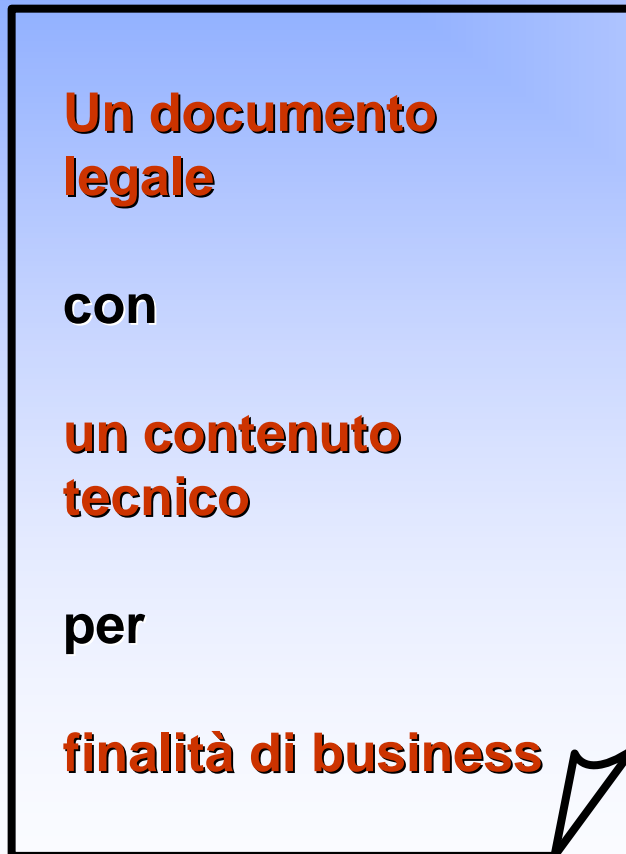 Un documento
legale
con
un contenuto
tecnico
per
finalità di business